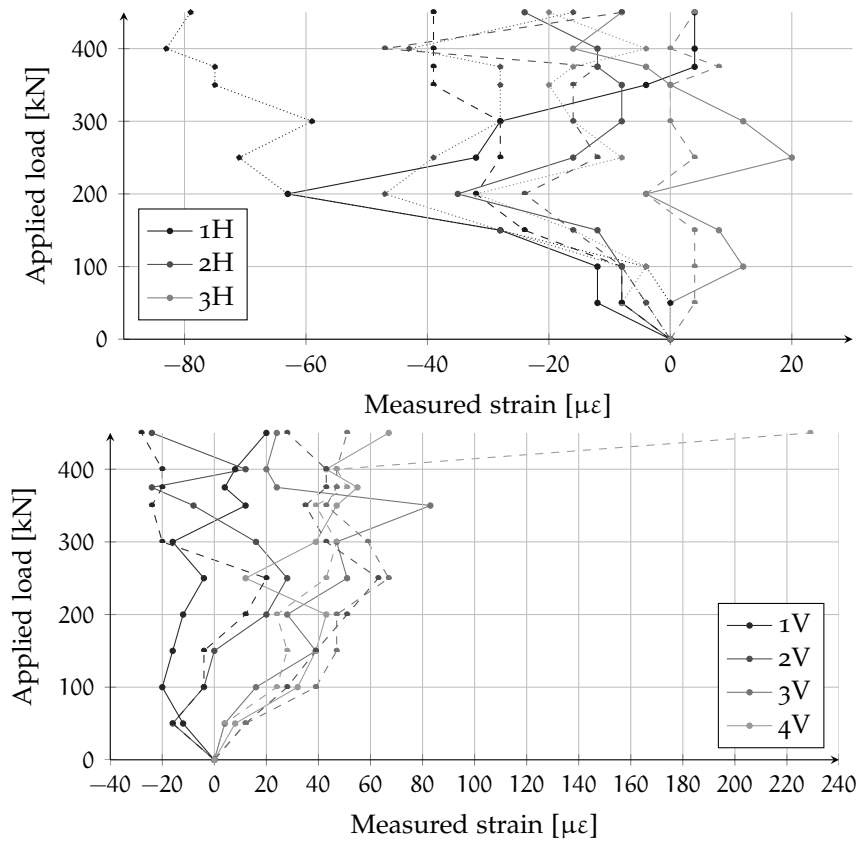 400
300
200
100
0
Applied load [kN]
1H
2H
3H
−80 −60 −40 −20 0 20
Measured strain [με]
400
300
200
100
0
Applied load [kN]
1V
2V
3V
4V
−40 −20 0 20 40 60 80 100 120 140 160 180 200 220 240
Measured strain [με]